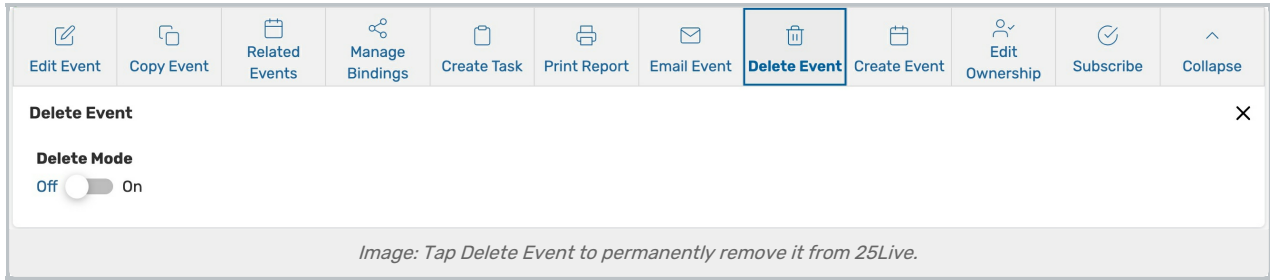 Edit Event
Copy Event
Related
Events
Manage
Bindings
Create Task
Print Report
Email Event
Delete Event
Create Event
Edit
Ownership
Subscribe
Collapse
Delete Event
Delete Mode
Off On
Image: Tap Delete Event to permanently remove it from 25Live.